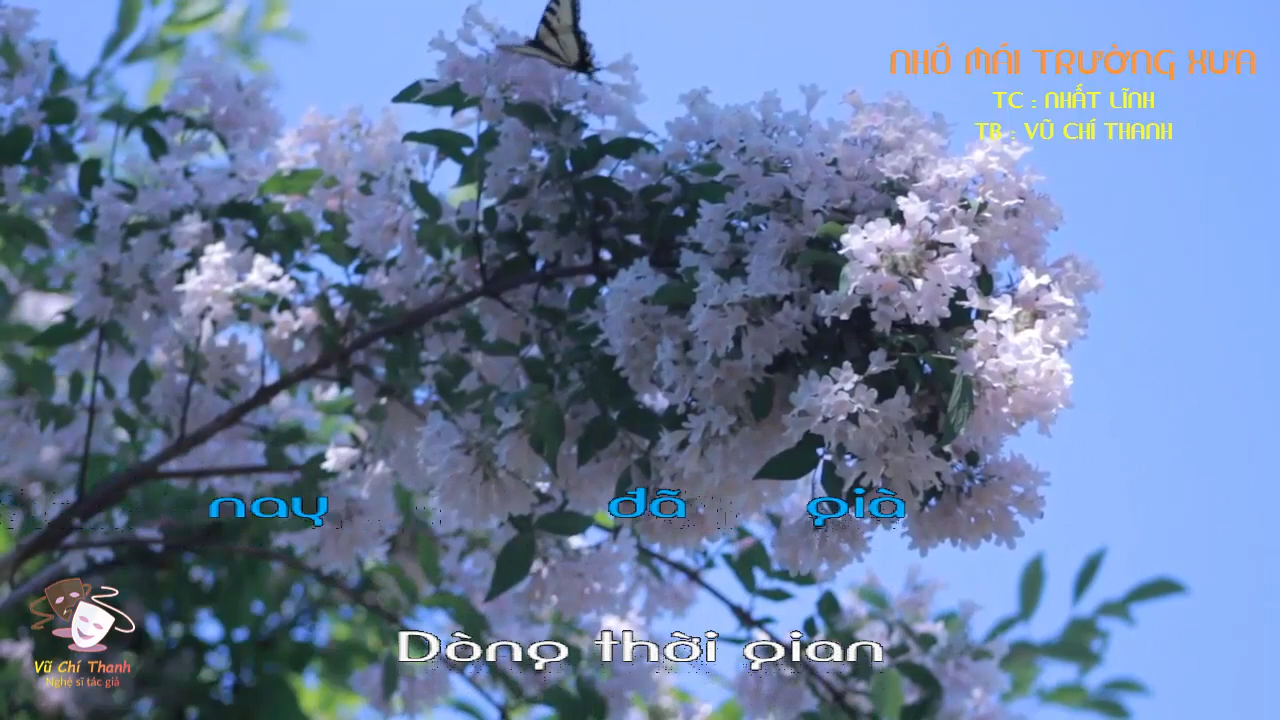 NHỚ MÁI TRƯỜNG XƯA
TC : NHẤT LĨNH
TB : VŨ CHÍ THANH
nay đã già
Dòng thời gian
Vũ Chí Thanh
Nghệ sĩ tác giả